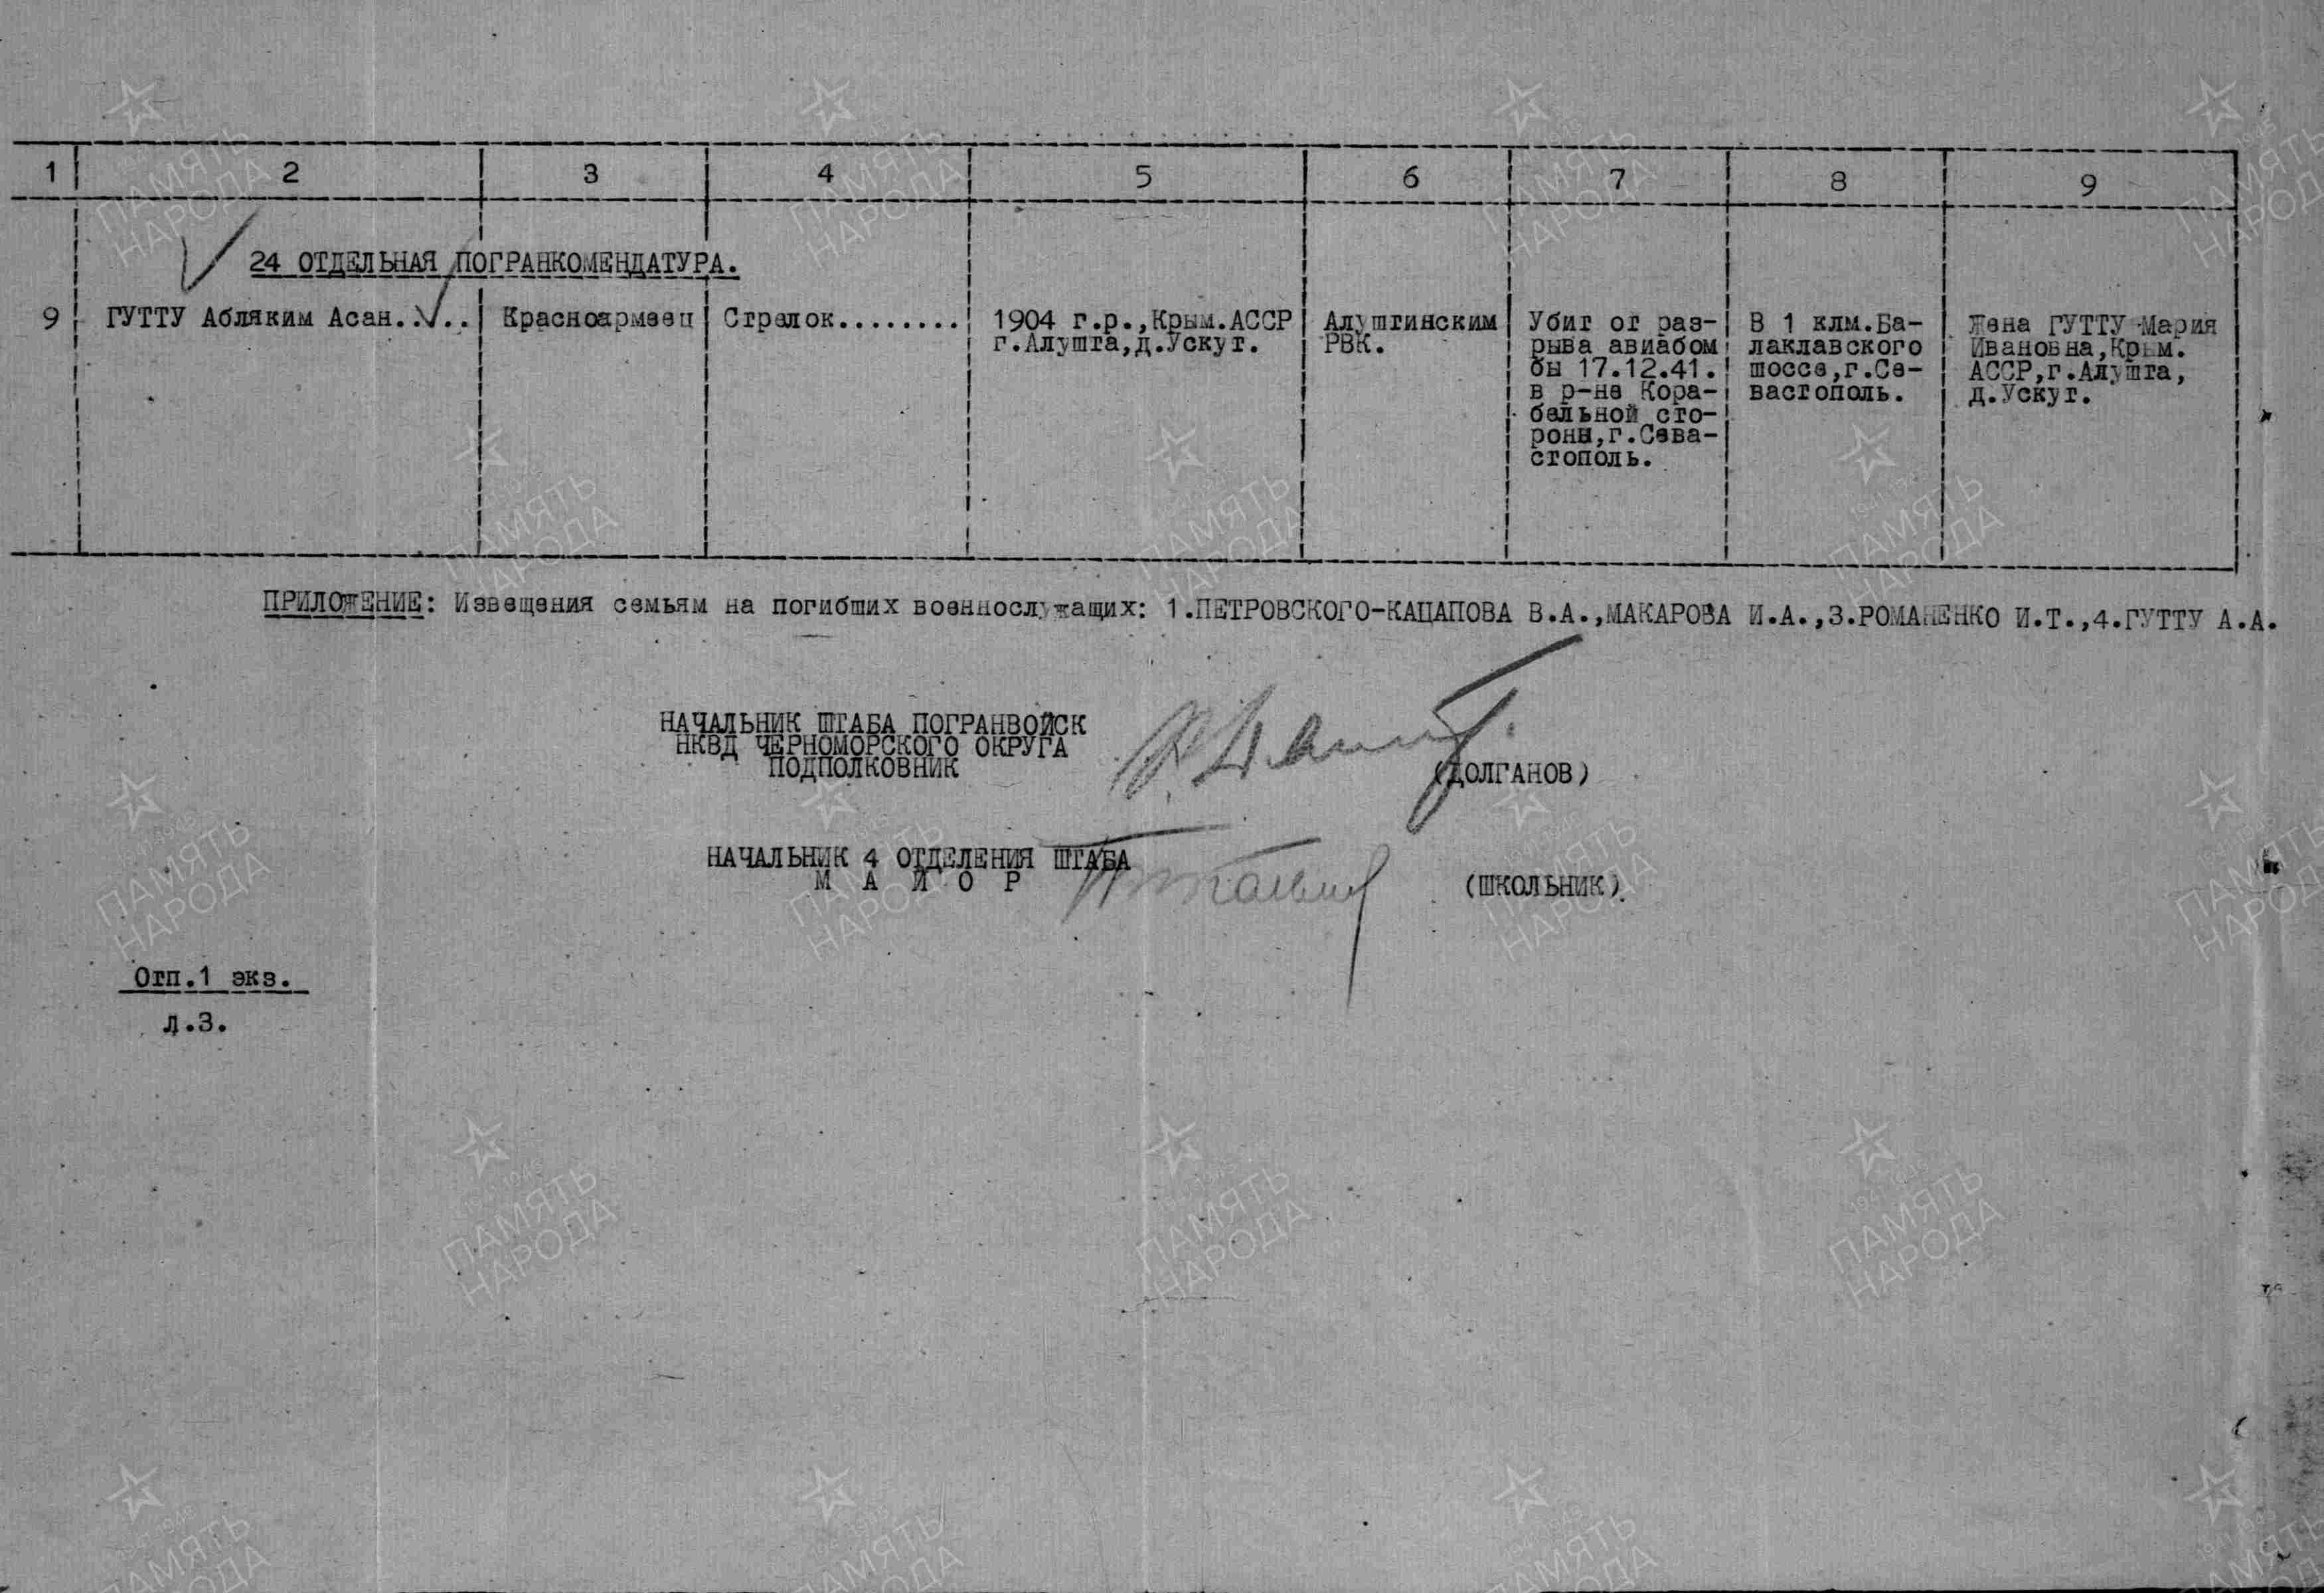 1 2 3 4 5 6 7 8 9
24 ОТДЕЛЬНАЯ ПОГРАНКОМЕНДАТУРА.
9 ГУТТУ Абляким Асан..... Красноармеец Стрелок........ 1904 г.р.,Крым.АССР
г.Алушта,д.Ускут.
Алуштинским
РВК.
Убит от раз-
рыва авиабом
бы 17.12.41.
в р-не Кора-
бельной сто-
роны,г.Сева-
стополь.
В 1 клм.Ба-
лаклавского
шоссе,г.Се-
вастополь.
Жена ГУТТУ Мария
Ивановна,Крым.
АССР,г.Алушта,
д.Ускут.
ПРИЛОЖЕНИЕ: Извещения семьям на погибших военнослужащих: 1.ПЕТРОВСКОГО-КАЦАПОВА В.А.,МАКАРОВА И.А.,3.РОМАНЕНКО И.Т.,4.ГУТТУ А.А.
НАЧАЛЬНИК ШТАБА ПОГРАНВОЙСК
НКВД ЧЕРНОМОРСКОГО ОКРУГА
ПОДПОЛКОВНИК
(ДОЛГАНОВ)
НАЧАЛЬНИК 4 ОТДЕЛЕНИЯ ШТАБА
М А Й О Р
(ШКОЛЬНИК)
Отп.1 экз.
Л.3.
ПАМЯТЬ
НАРОДА